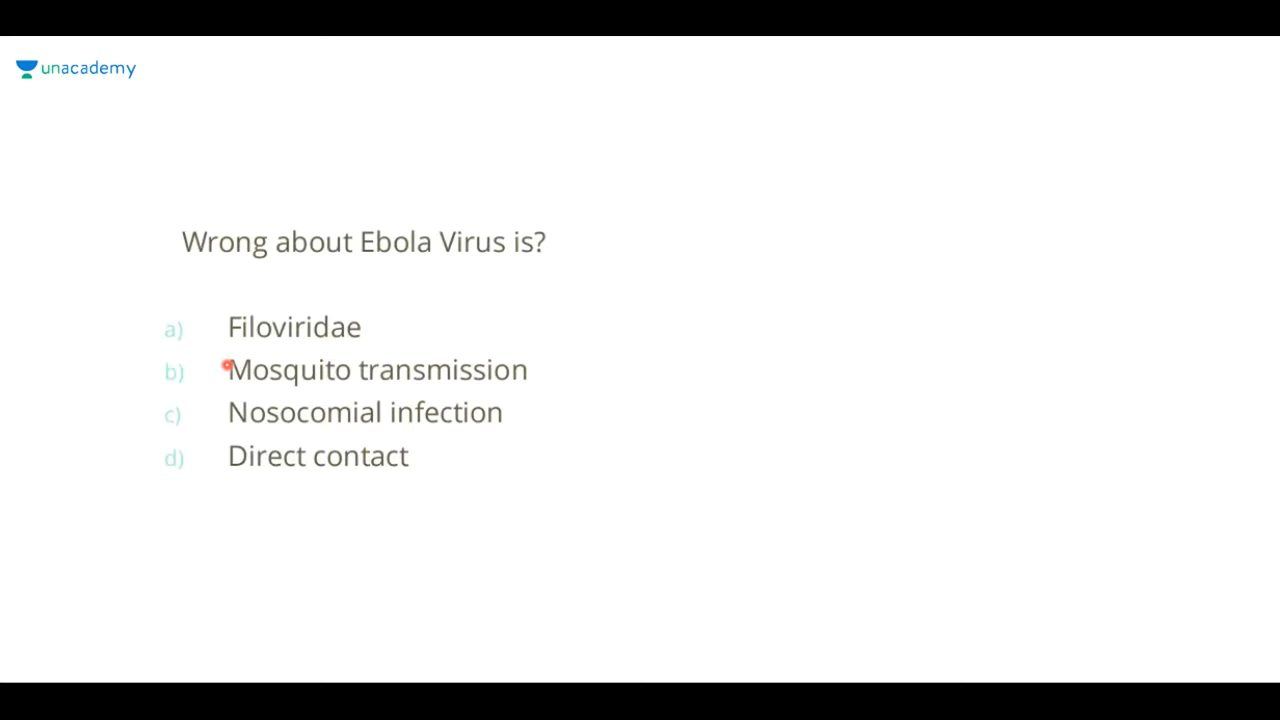 unacademy
Wrong about Ebola Virus is?
a) Filoviridae
b) Mosquito transmission
c) Nosocomial infection
d) Direct contact